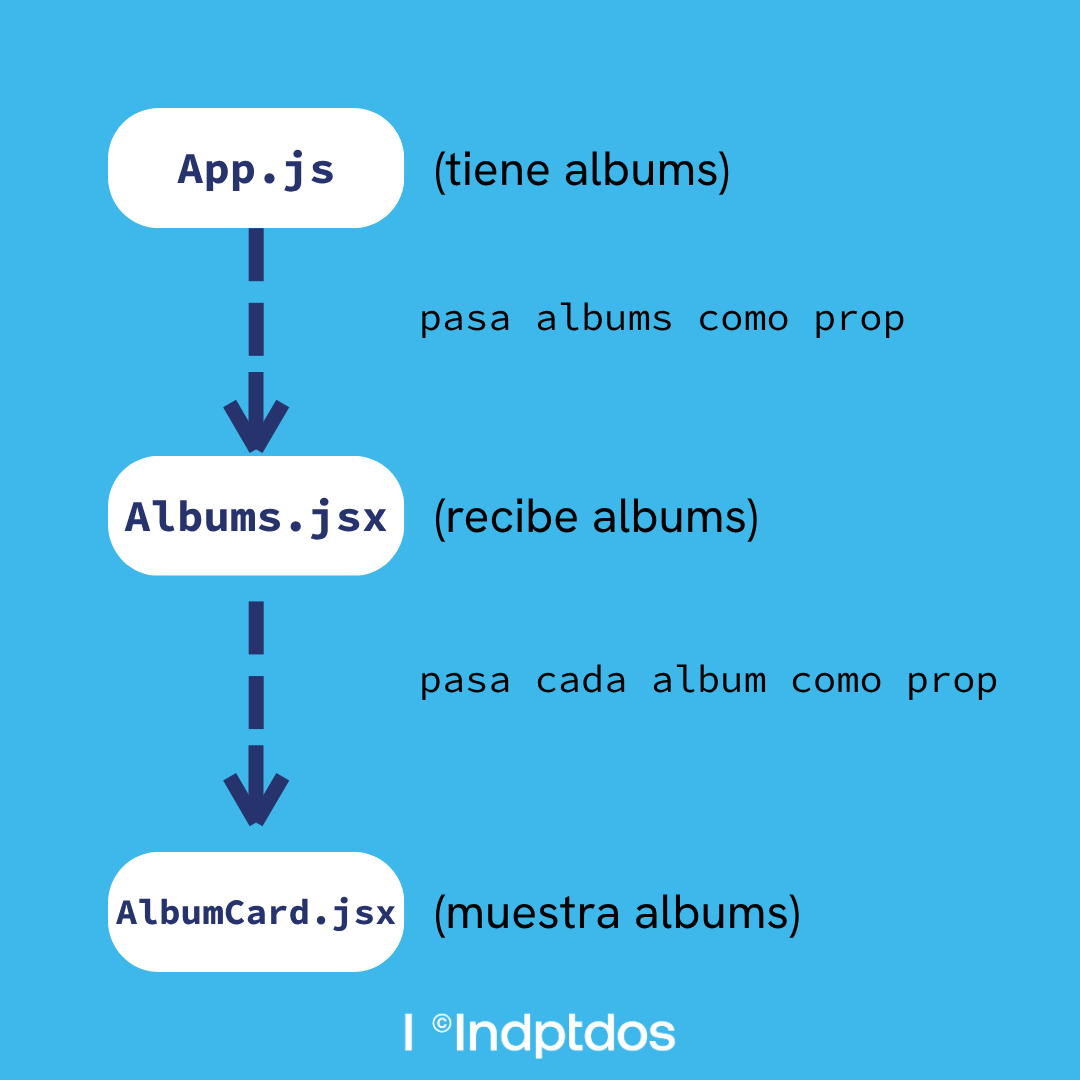 App.js (tiene albums)
pasa albums como prop
Albums.jsx (recibe albums)
pasa cada album como prop
AlbumCard.jsx (muestra albums)
| ©Indptdos